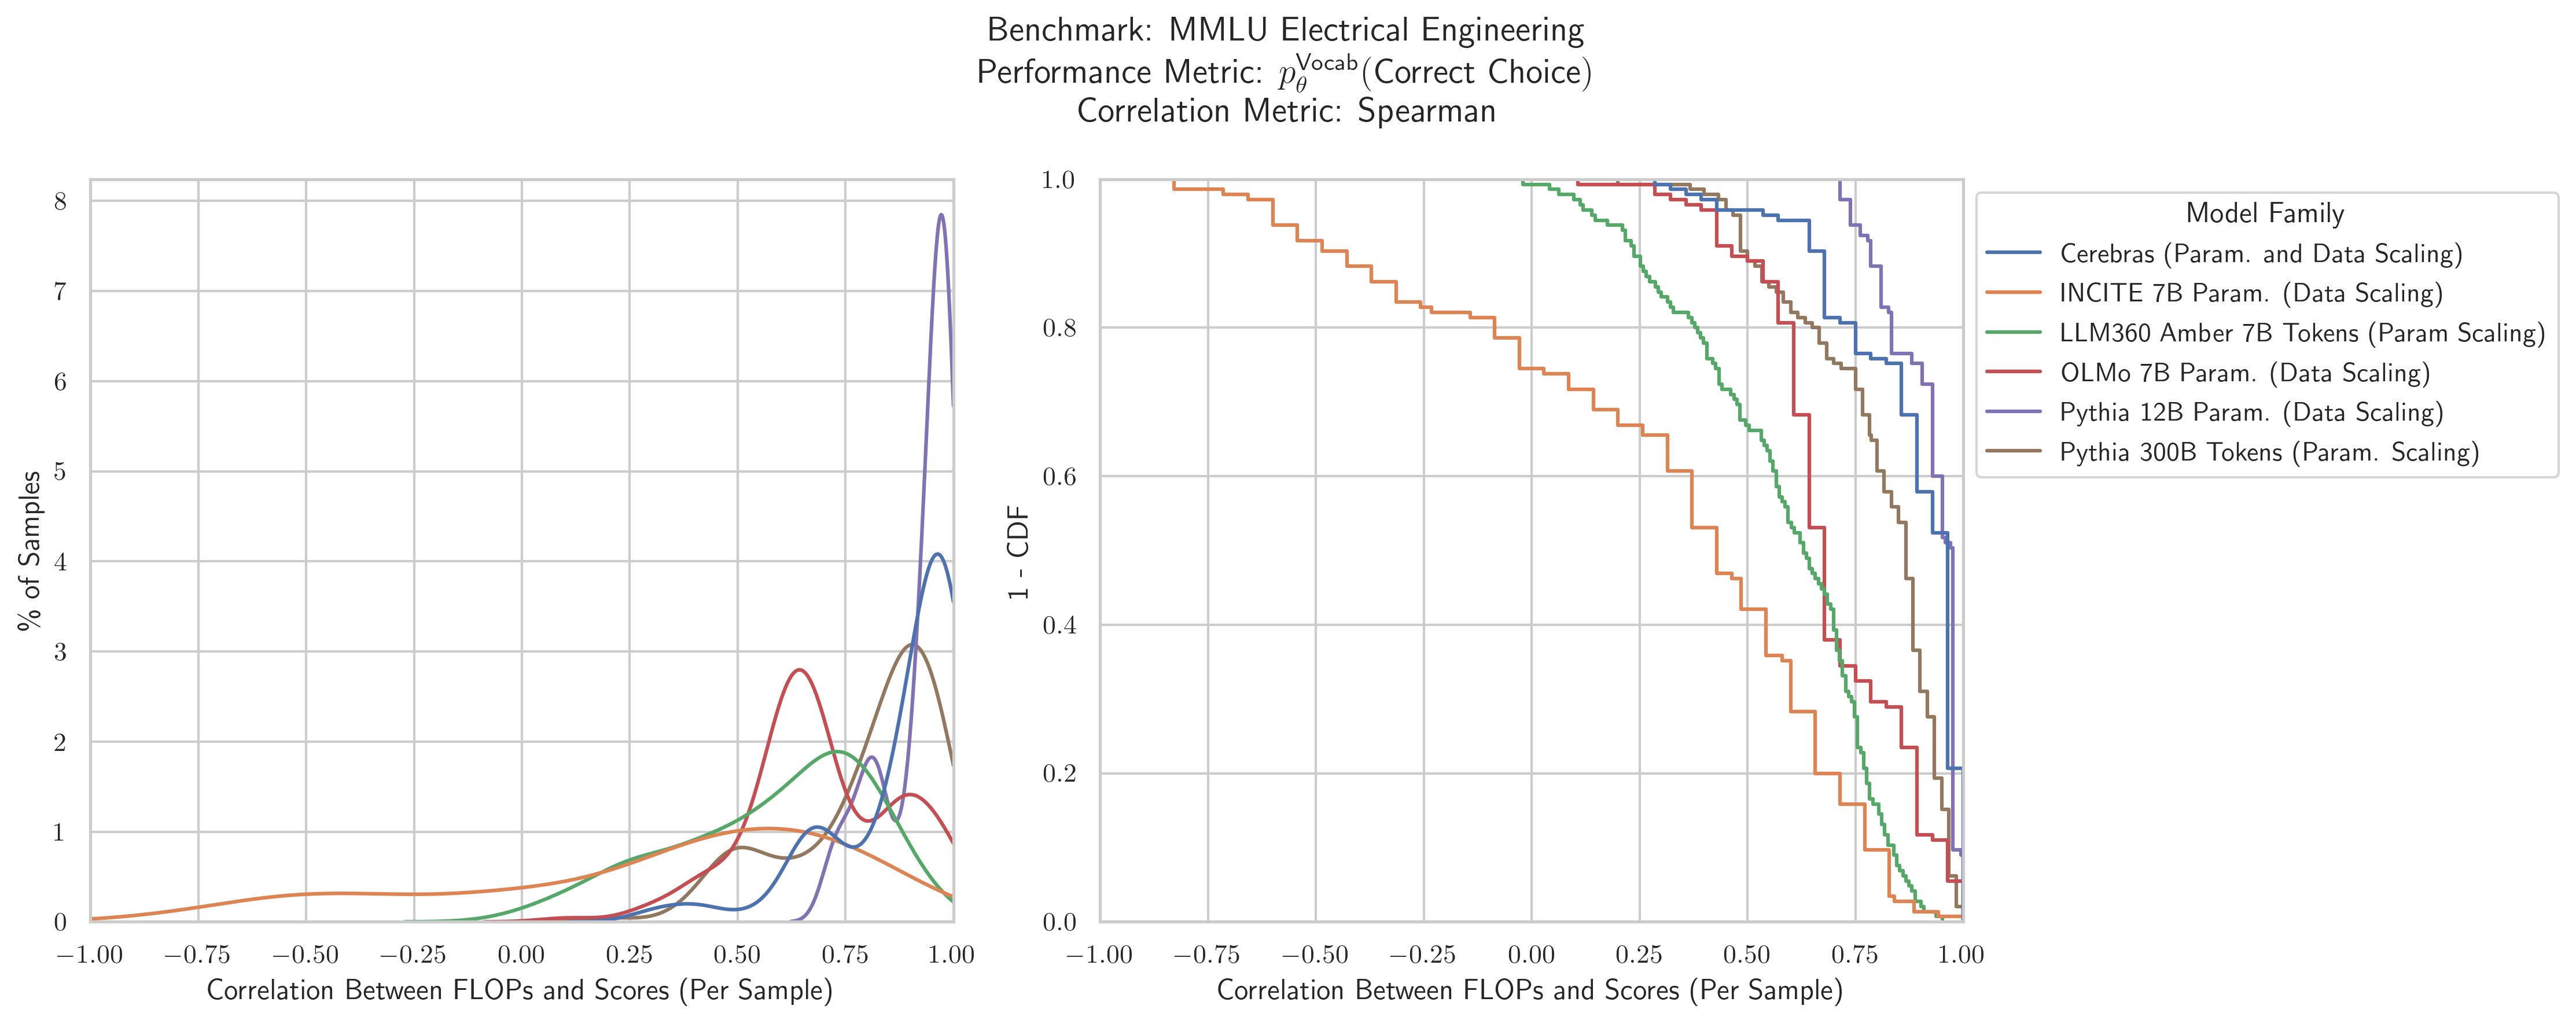 Benchmark: MMLU Electrical Engineering
Performance Metric: $p_{\theta}^{\text{Vocab}}$(Correct Choice)
Correlation Metric: Spearman
8
7
6
5
4
3
2
1
0
% of Samples
−1.00 −0.75 −0.50 −0.25 0.00 0.25 0.50 0.75 1.00
Correlation Between FLOPs and Scores (Per Sample)
1.0
0.8
0.6
0.4
0.2
0.0
1 - CDF
−1.00 −0.75 −0.50 −0.25 0.00 0.25 0.50 0.75 1.00
Correlation Between FLOPs and Scores (Per Sample)
Model Family
Cerebras (Param. and Data Scaling)
INCITE 7B Param. (Data Scaling)
LLM360 Amber 7B Tokens (Param Scaling)
OLMo 7B Param. (Data Scaling)
Pythia 12B Param. (Data Scaling)
Pythia 300B Tokens (Param. Scaling)